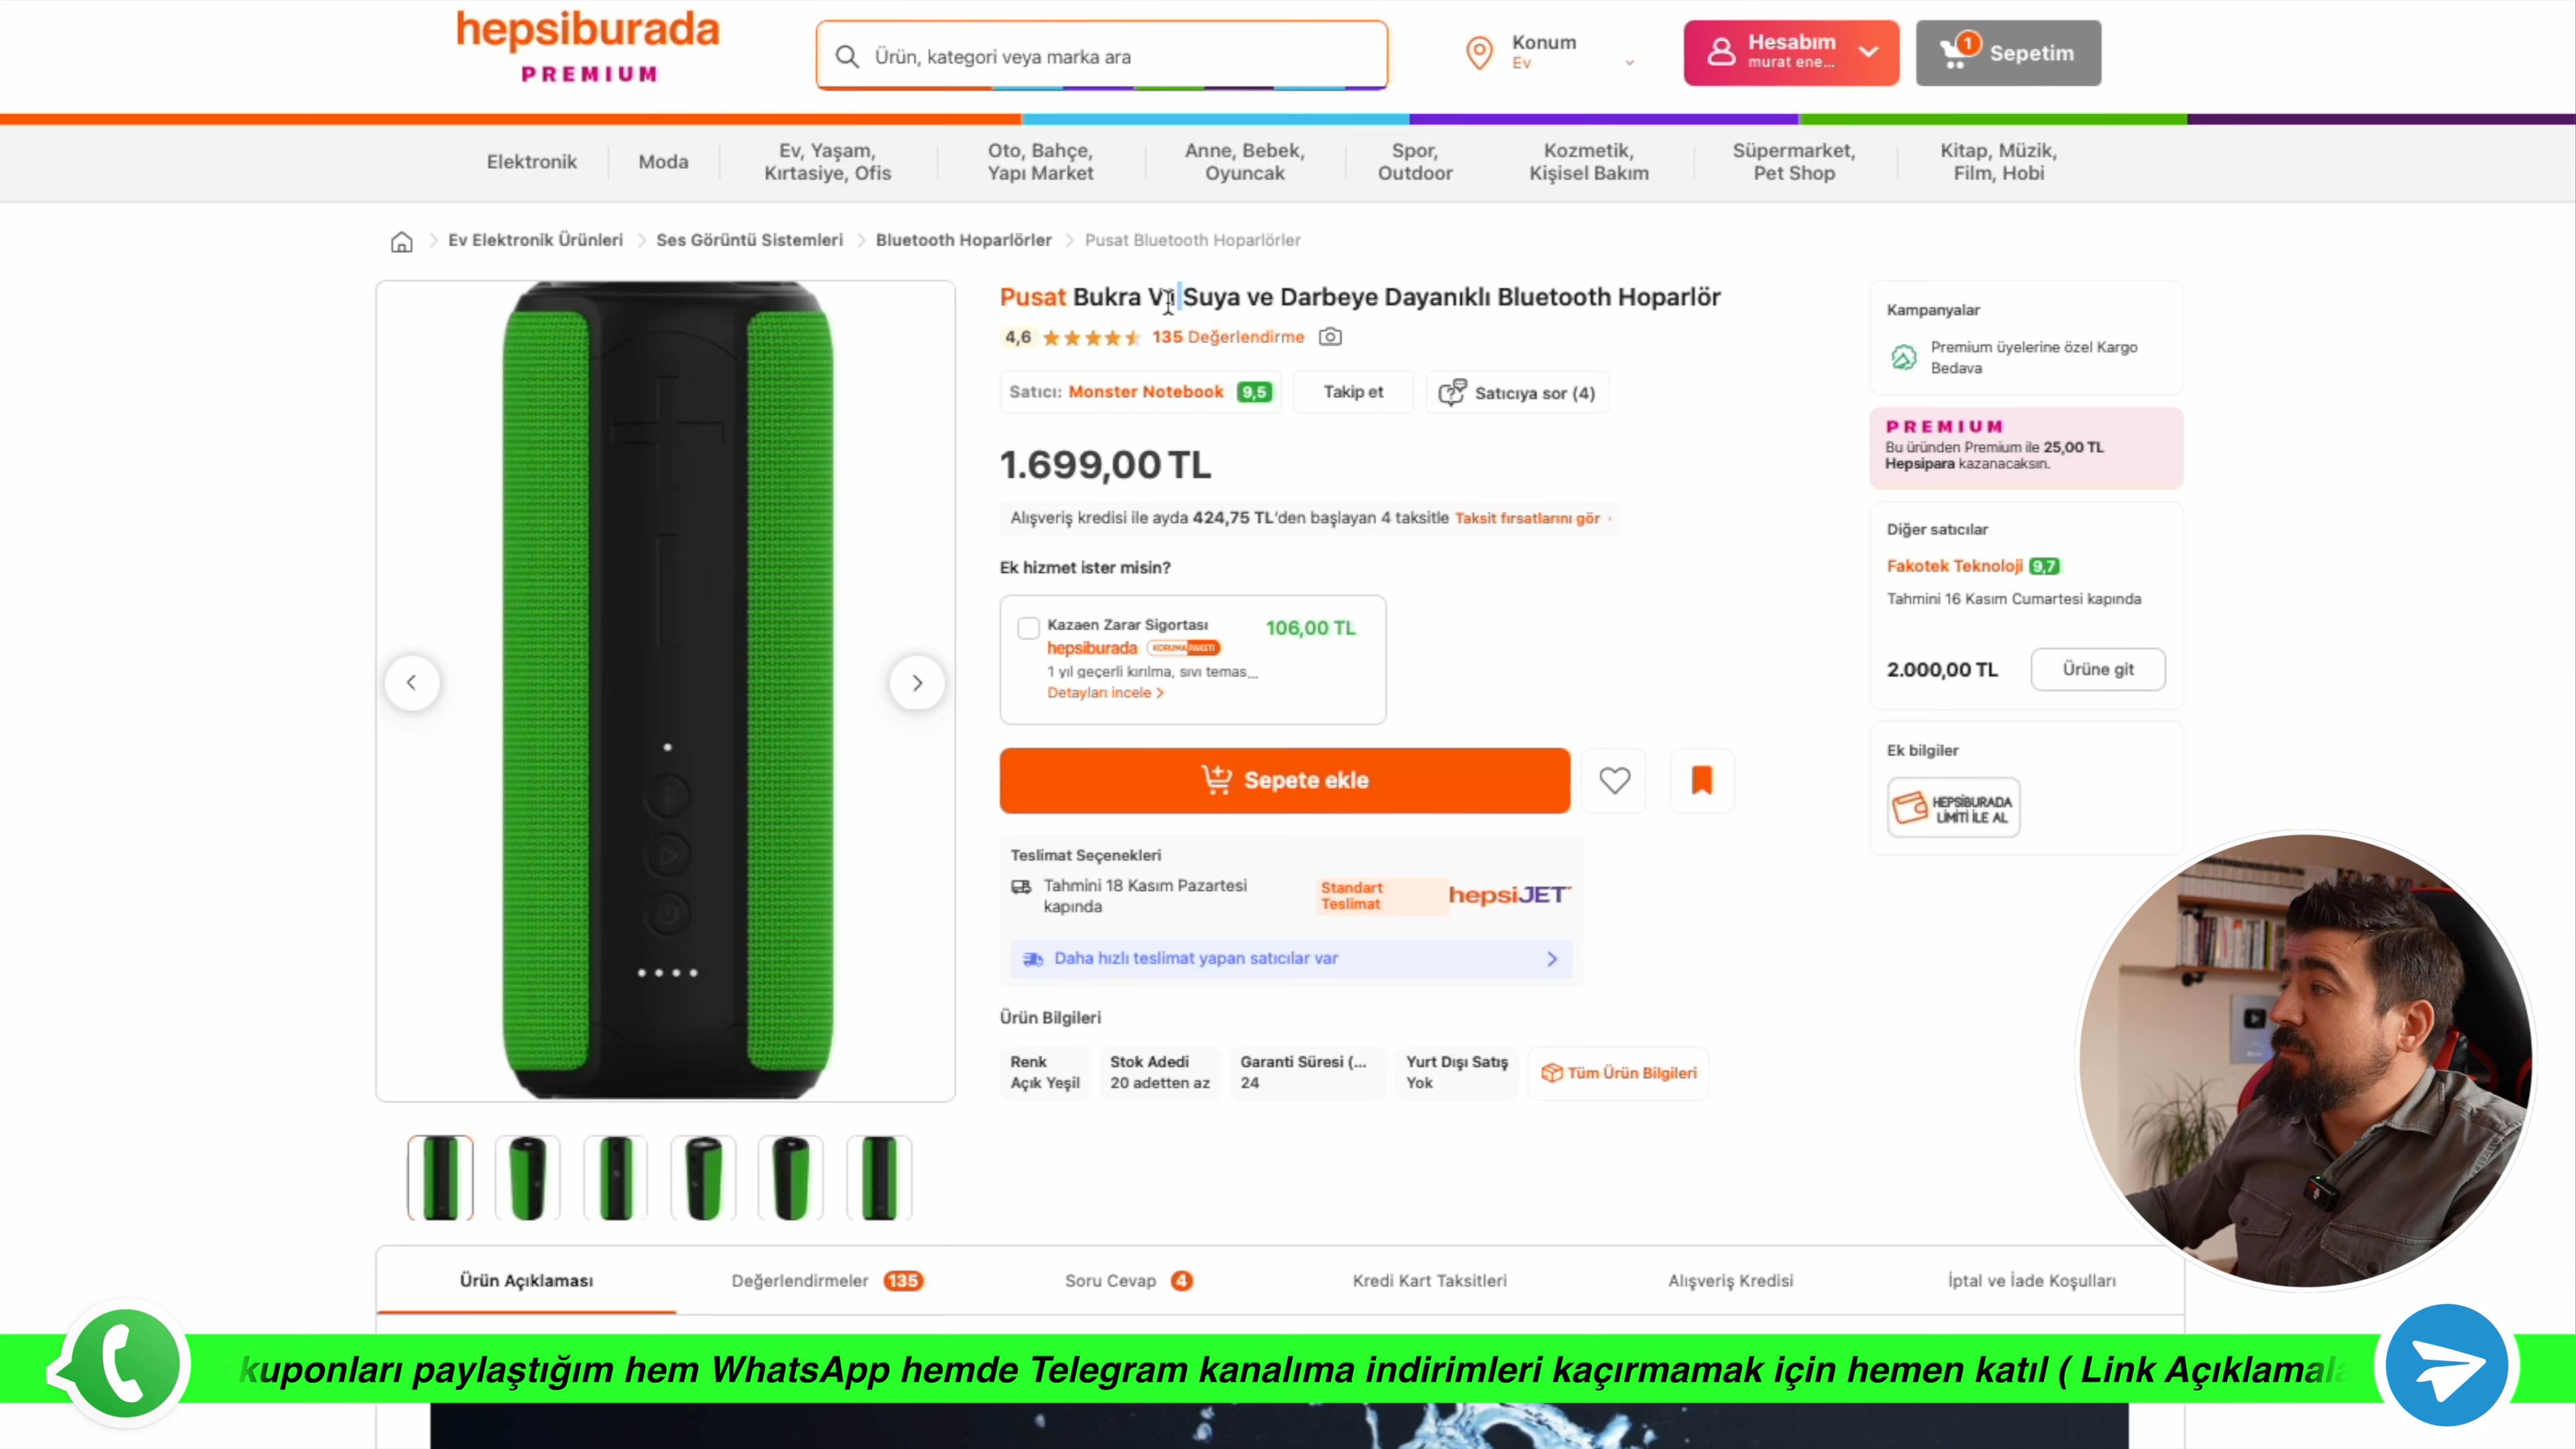 hepsiburada
PREMIUM
Ürün, kategori veya marka ara
Konum
Ev
Hesabım
murat ene...
1
Sepetim
Elektronik
Moda
Ev, Yaşam,
Kırtasiye, Ofis
Oto, Bahçe,
Yapı Market
Anne, Bebek,
Oyuncak
Spor,
Outdoor
Kozmetik,
Kişisel Bakım
Süpermarket,
Pet Shop
Kitap, Müzik,
Film, Hobi
Ev Elektronik Ürünleri
Ses Görüntü Sistemleri
Bluetooth Hoparlörler
Pusat Bluetooth Hoparlörler
Pusat Bukra Suya ve Darbeye Dayanıklı Bluetooth Hoparlör
4,6
135 Değerlendirme
Satıcı: Monster Notebook 9,5
Takip et
Satıcıya sor (4)
1.699,00 TL
Alışveriş kredisi ile ayda 424,75 TL'den başlayan 4 taksitle Taksit fırsatlarını gör
Ek hizmet ister misin?
Kazaen Zarar Sigortası
106,00 TL
hepsiburada KORUMA PAKETİ
1 yıl geçerli kırılma, sıvı temas...
Detayları incele >
Sepete ekle
Teslimat Seçenekleri
Tahmini 18 Kasım Pazartesi
kapında
Standart
Teslimat
hepsiJET
Daha hızlı teslimat yapan satıcılar var
Ürün Bilgileri
Renk
Açık Yeşil
Stok Adedi
20 adetten az
Garanti Süresi (...
24
Yurt Dışı Satış
Yok
Tüm Ürün Bilgileri
Kampanyalar
Premium üyelerine özel Kargo
Bedava
PREMIUM
Bu üründen Premium ile 25,00 TL
Hepsipara kazanacaksın.
Diğer satıcılar
Fakotek Teknoloji 9,7
Tahmini 16 Kasım Cumartesi kapında
2.000,00 TL
Ürüne git
Ek bilgiler
HEPSİBURADA
LİMİTİ İLE AL
Ürün Açıklaması
Değerlendirmeler 135
Soru Cevap 4
Kredi Kart Taksitleri
Alışveriş Kredisi
İptal ve İade Koşulları
kuponları paylaştığım hem WhatsApp hemde Telegram kanalıma indirimleri kaçırmamak için hemen katıl ( Link Açıklamala